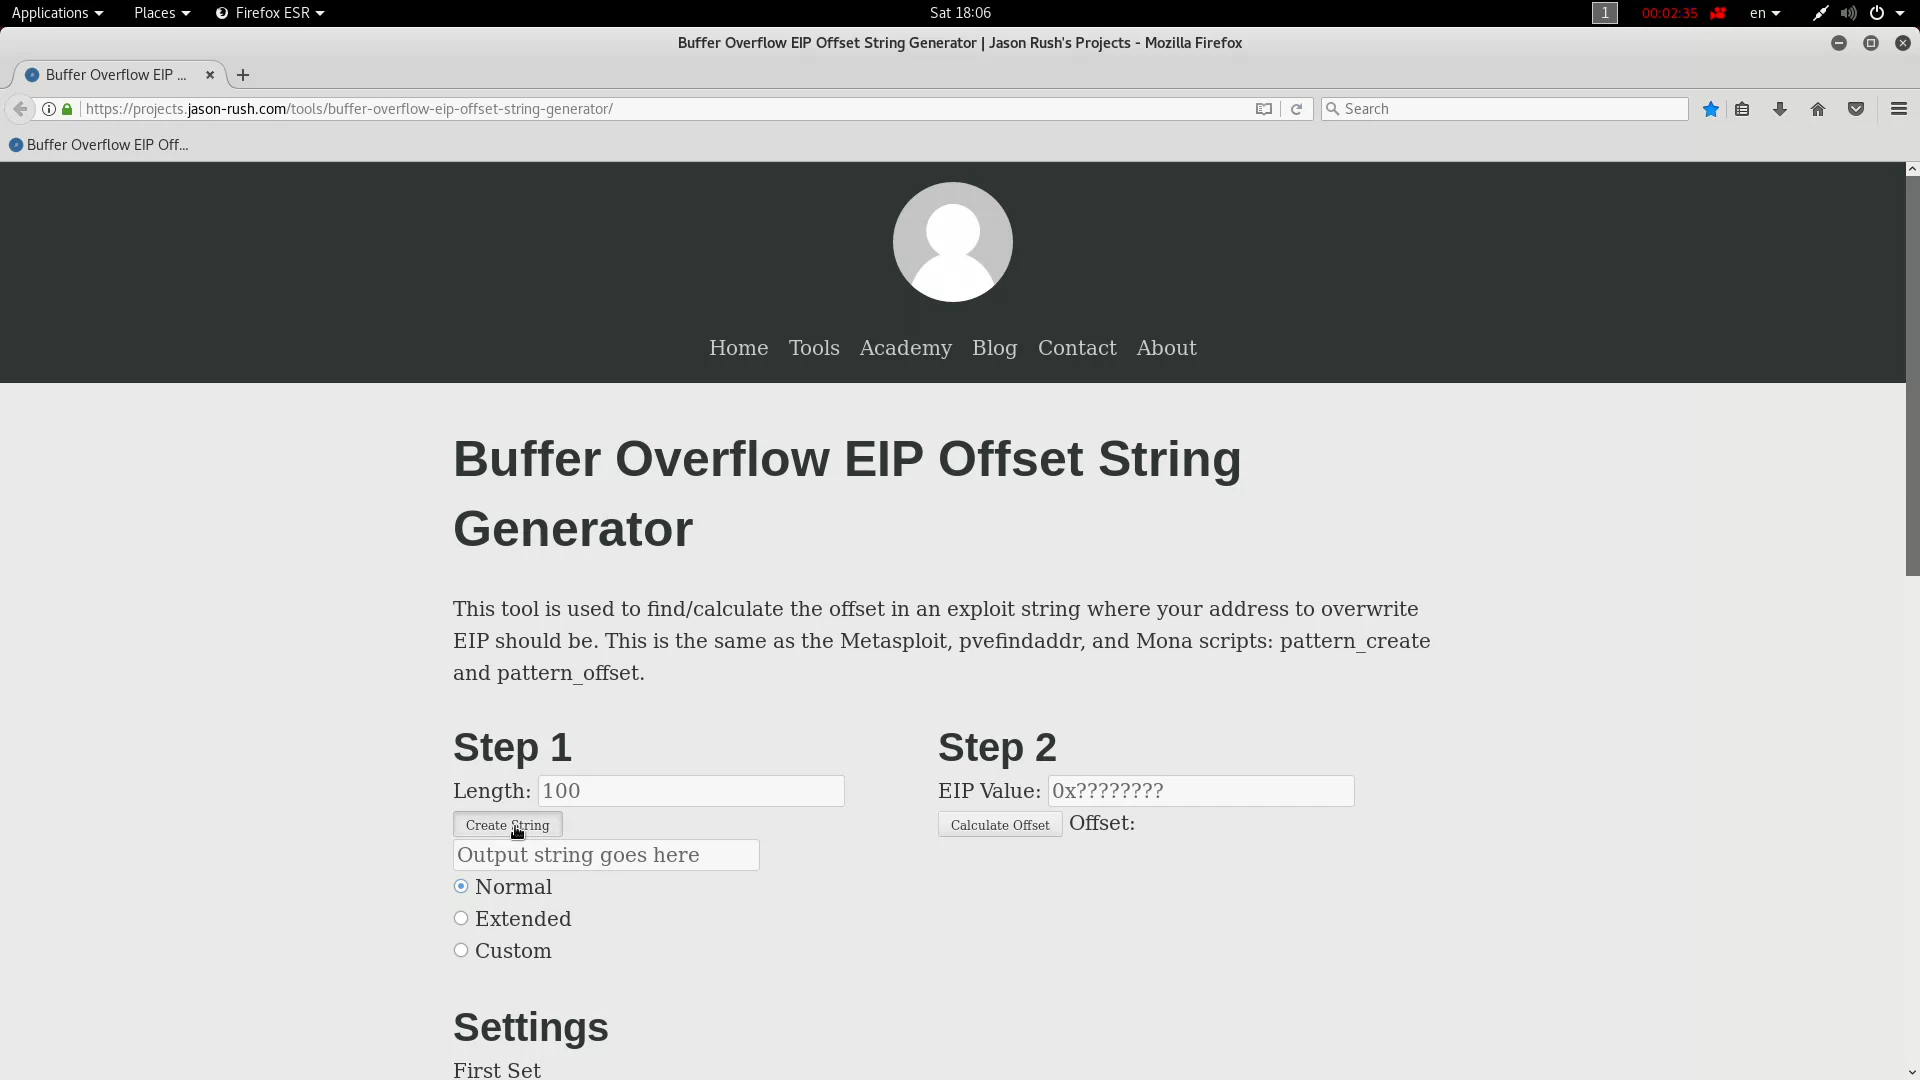 Applications Places Firefox ESR Sat 18:06 1 00:02:35 en
Buffer Overflow EIP Offset String Generator | Jason Rush's Projects - Mozilla Firefox
Buffer Overflow EIP ...
https://projects.jason-rush.com/tools/buffer-overflow-eip-offset-string-generator/ Search
Buffer Overflow EIP Off...
Home Tools Academy Blog Contact About
Buffer Overflow EIP Offset String
Generator
This tool is used to find/calculate the offset in an exploit string where your address to overwrite
EIP should be. This is the same as the Metasploit, pvefindaddr, and Mona scripts: pattern_create
and pattern_offset.
Step 1
Length: 100
Create String
Output string goes here
Normal
Extended
Custom
Step 2
EIP Value: 0x????????
Calculate Offset Offset:
Settings
First Set